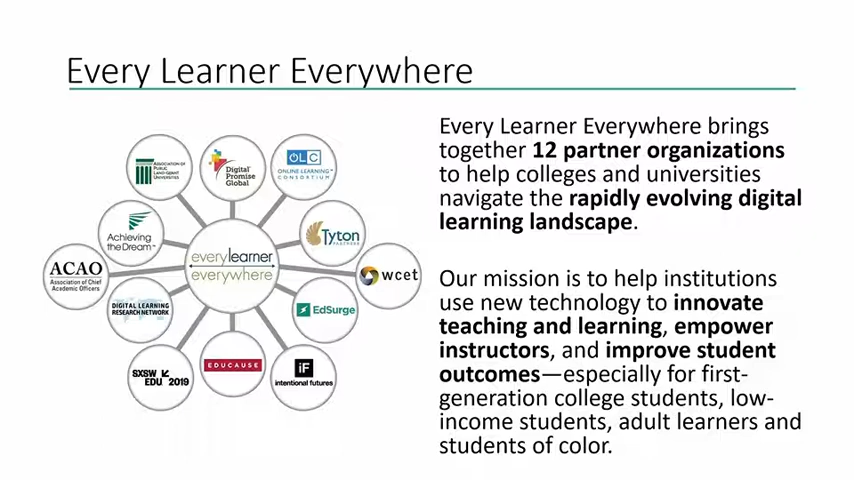 Every Learner Everywhere
ASSOCIATION OF
PUBLIC
LAND-GRANT
UNIVERSITIES
Digital
Promise
Global
OLC
ONLINE LEARNING
CONSORTIUM
Achieving
the Dream™
Tyton
PARTNERS
ACAO
Association of Chief
Academic Officers
everylearner
everywhere
wcet
DIGITAL LEARNING
RESEARCH NETWORK
EdSurge
SXSW
EDU 2019
EDUCAUSE
iF
intentional futures
Every Learner Everywhere brings
together 12 partner organizations
to help colleges and universities
navigate the rapidly evolving digital
learning landscape.
Our mission is to help institutions
use new technology to innovate
teaching and learning, empower
instructors, and improve student
outcomes—especially for first-
generation college students, low-
income students, adult learners and
students of color.